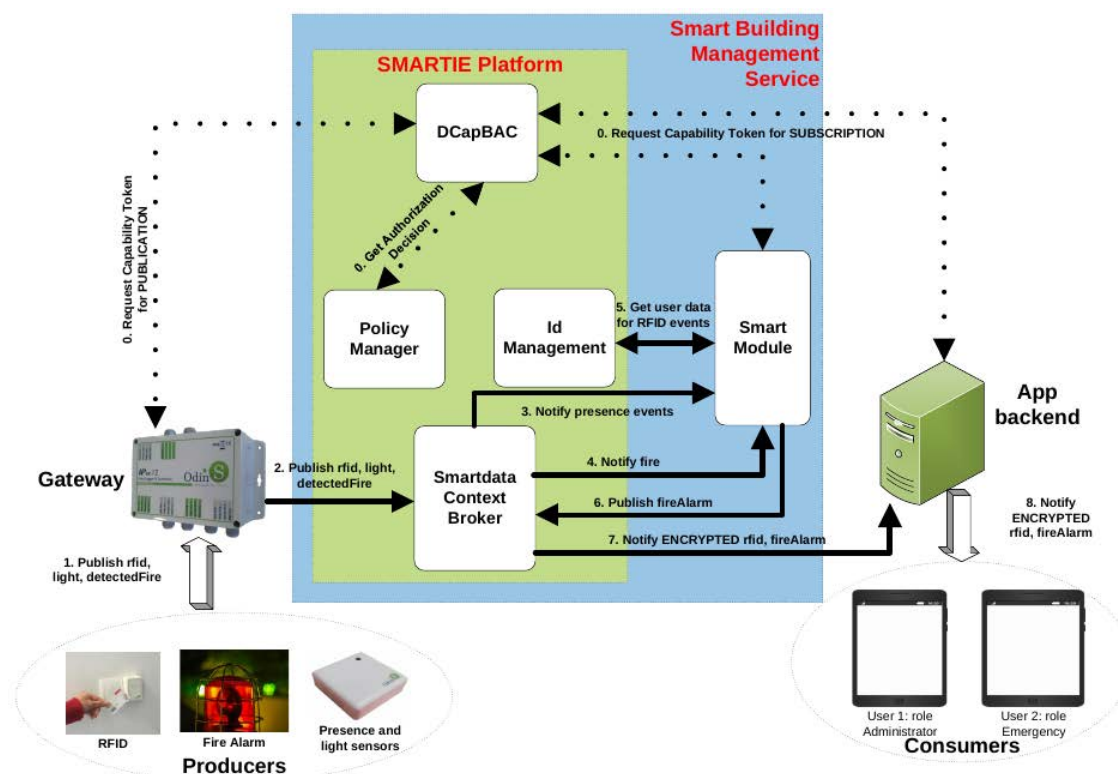 Smart Building
Management
Service
SMARTIE Platform
DCapBAC
0. Request Capability Token for SUBSCRIPTION
0. Request Capability Token
for PUBLICATION
0. Get Authorization
Decision
Policy
Manager
Id
Management
5. Get user data
for RFID events
Smart
Module
3. Notify presence events
App
backend
Gateway
Odin S
2. Publish rfid, light,
detectedFire
Smartdata
Context
Broker
4. Notify fire
6. Publish fireAlarm
7. Notify ENCRYPTED rfid, fireAlarm
8. Notify
ENCRYPTED
rfid, fireAlarm
1. Publish rfid,
light, detectedFire
RFID
Fire Alarm
Presence and
light sensors
Producers
User 1: role
Administrator
User 2: role
Emergency
Consumers